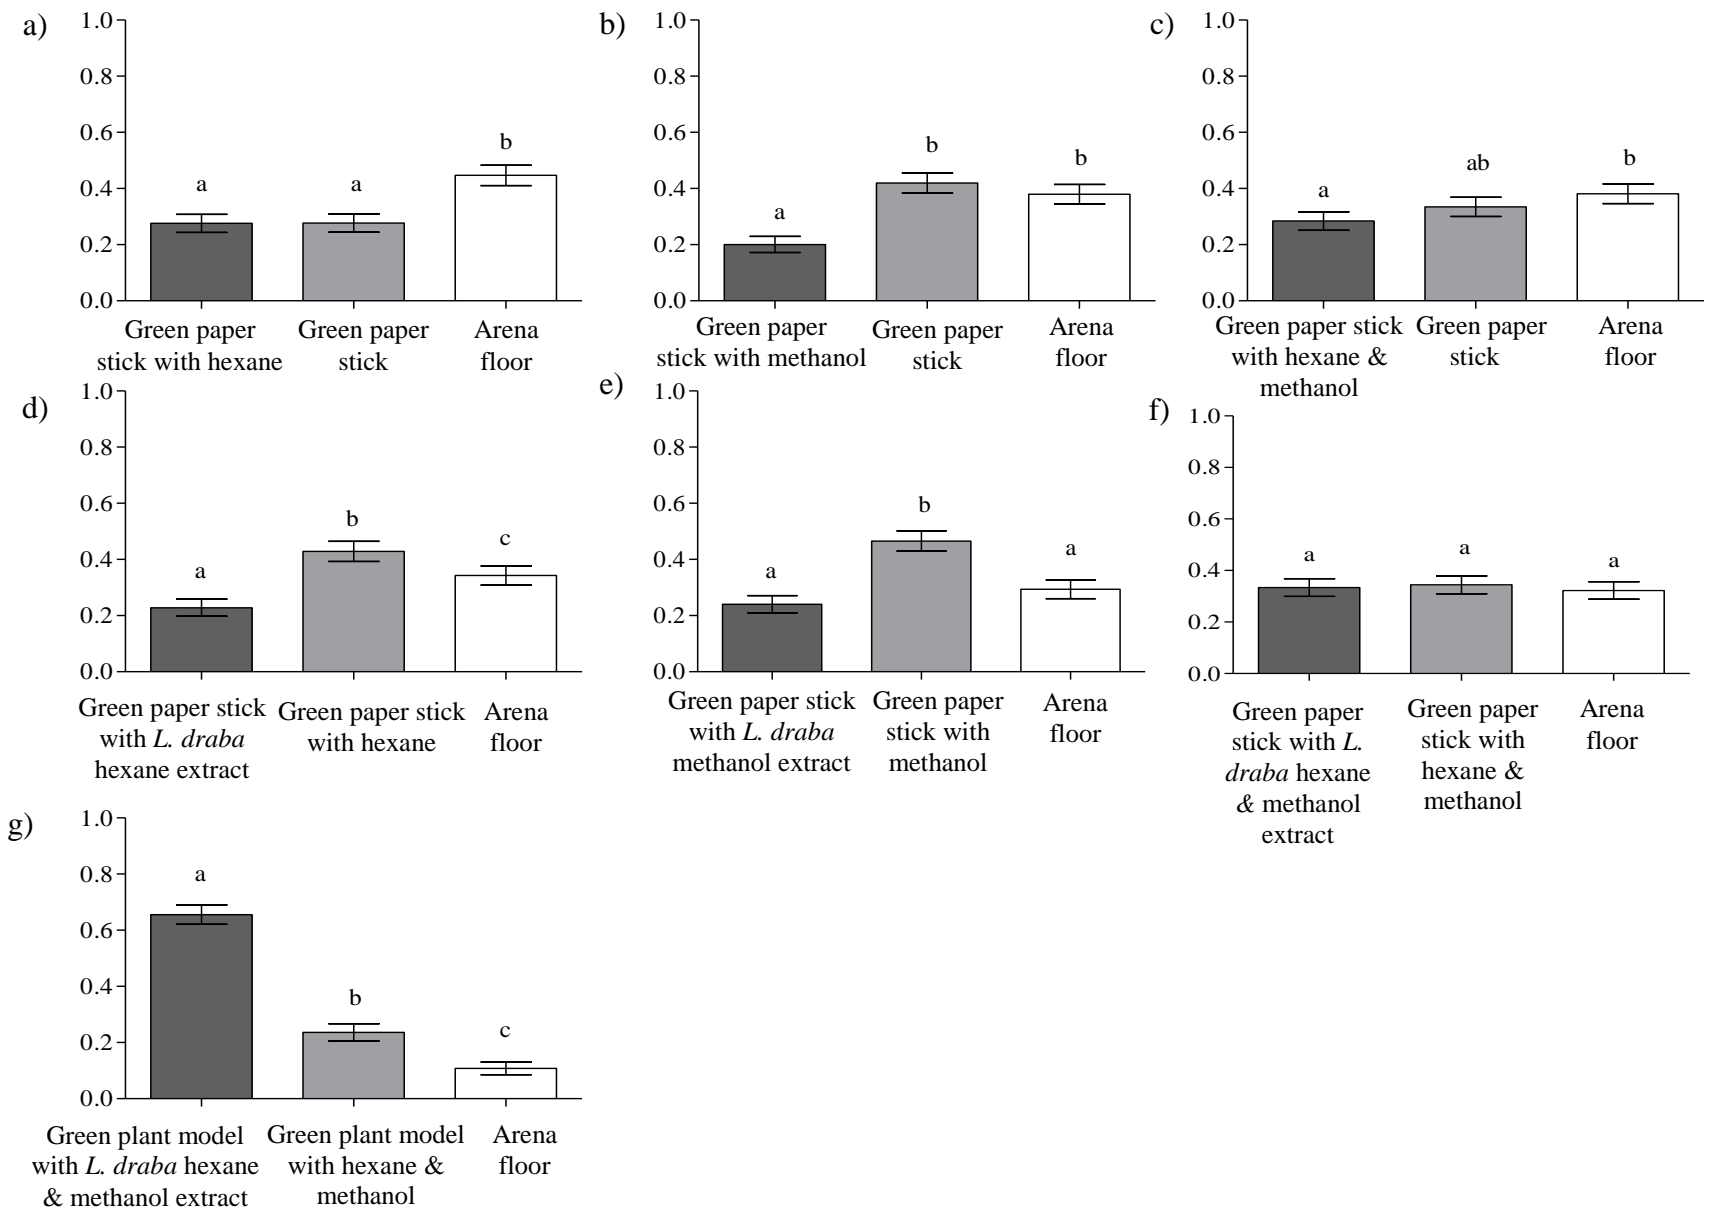 a)
1.0
0.8
0.6
0.4
0.2
0.0
a
a
b
Green paper
stick with hexane
Green paper
stick
Arena
floor
b)
1.0
0.8
0.6
0.4
0.2
0.0
a
b
b
Green paper
stick with methanol
Green paper
stick
Arena
floor
c)
1.0
0.8
0.6
0.4
0.2
0.0
a
ab
b
Green paper stick
with hexane &
methanol
Green paper
stick
Arena
floor
d)
1.0
0.8
0.6
0.4
0.2
0.0
a
b
c
Green paper stick
with L. draba
hexane extract
Green paper stick
with hexane
Arena
floor
e)
1.0
0.8
0.6
0.4
0.2
0.0
a
b
a
Green paper stick
with L. draba
methanol extract
Green paper
stick with
methanol
Arena
floor
f)
1.0
0.8
0.6
0.4
0.2
0.0
a
a
a
Green paper
stick with L.
draba hexane
& methanol
extract
Green paper
stick with
hexane &
methanol
Arena
floor
g)
1.0
0.8
0.6
0.4
0.2
0.0
a
b
c
Green plant model
with L. draba hexane
& methanol extract
Green plant model
with hexane &
methanol
Arena
floor